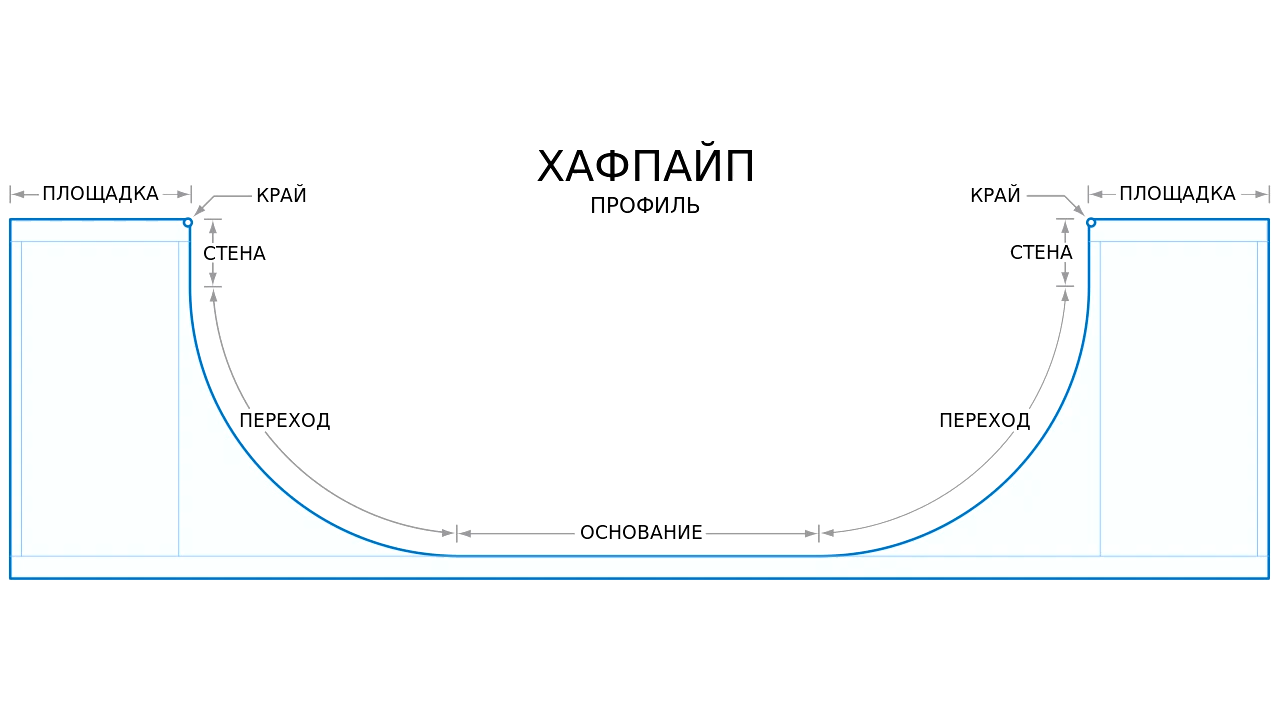 ХАФПАЙП
ПРОФИЛЬ
ПЛОЩАДКА
КРАЙ
КРАЙ
ПЛОЩАДКА
СТЕНА
СТЕНА
ПЕРЕХОД
ПЕРЕХОД
ОСНОВАНИЕ